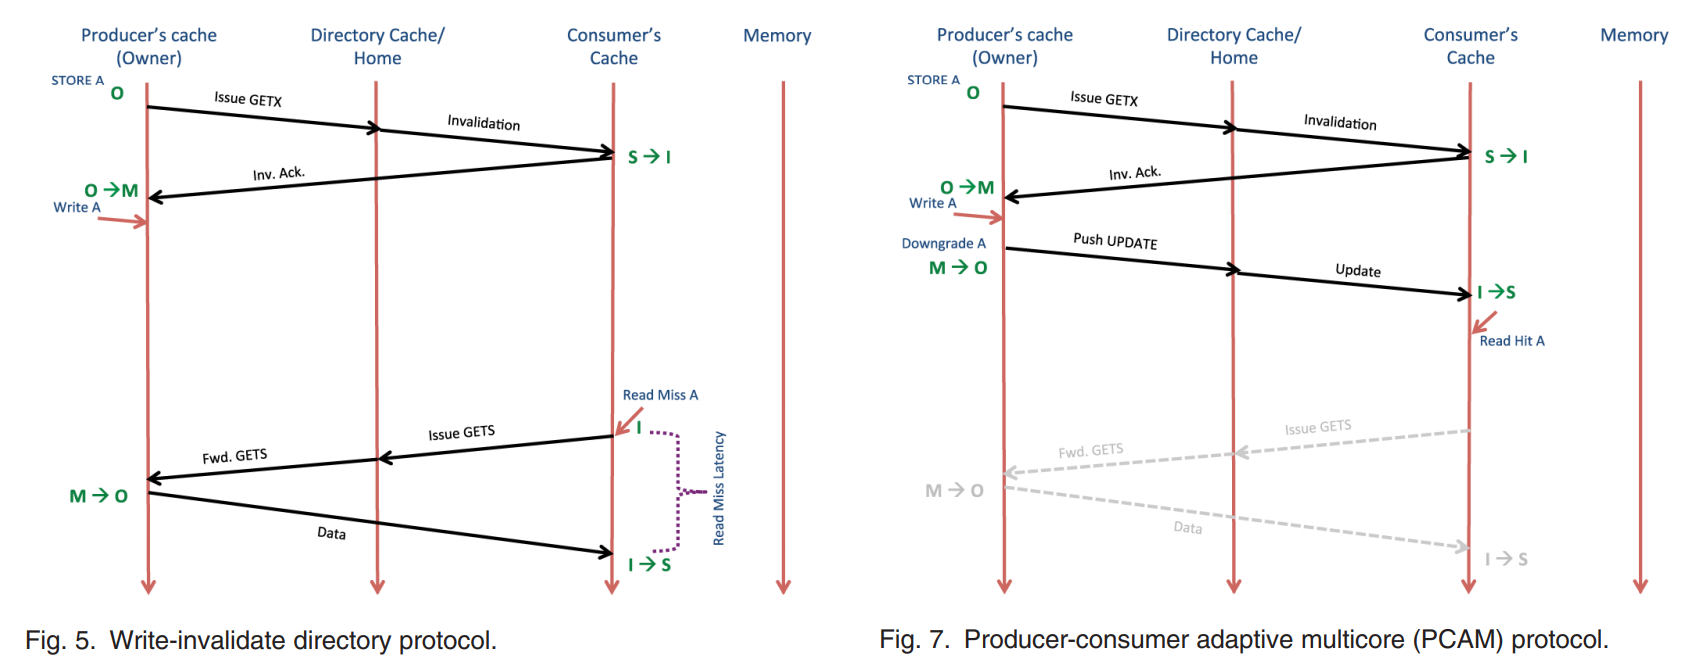 Producer's cache
(Owner)
Directory Cache/
Home
Consumer's
Cache
Memory
STORE A
O
Issue GETX
Invalidation
S → I
Inv. Ack.
O → M
Write A
Read Miss A
I
Issue GETS
Fwd. GETS
M → O
Data
I → S
Read Miss Latency
Fig. 5. Write-invalidate directory protocol.
Producer's cache
(Owner)
Directory Cache/
Home
Consumer's
Cache
Memory
STORE A
O
Issue GETX
Invalidation
S → I
Inv. Ack.
O → M
Write A
Downgrade A
M → O
Push UPDATE
Update
I → S
Read Hit A
Issue GETS
Fwd. GETS
M → O
Data
I → S
Fig. 7. Producer-consumer adaptive multicore (PCAM) protocol.